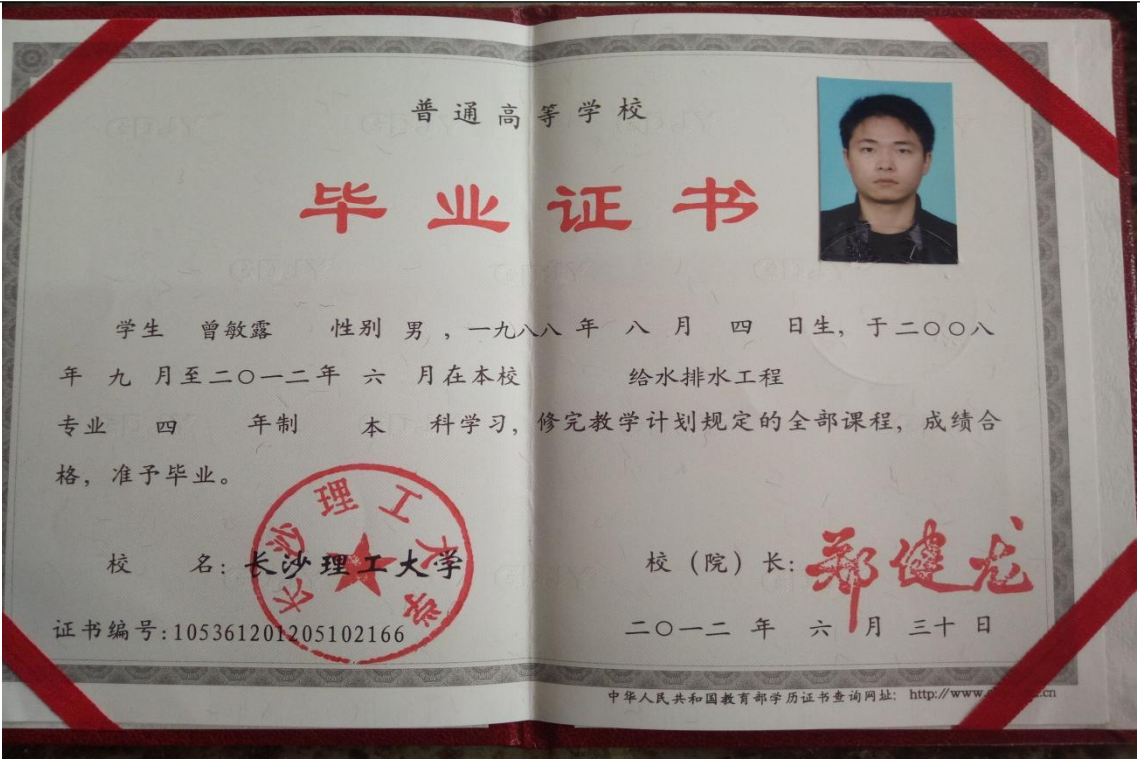 普通高等学校
毕业证书
学生 曾敏露 性别 男 ,一九八八 年 八 月 四 日生,于二〇〇八
年 九 月至二〇一二年 六 月在本校 给水排水工程
专业 四 年制 本 科学习,修完教学计划规定的全部课程,成绩合
格,准予毕业。
长沙理工大学
校 名:长沙理工大学
校(院)长:郑健龙
证书编号:105361201205102166
二〇一二 年 六 月 三十 日
中华人民共和国教育部学历证书查询网址: http://www.